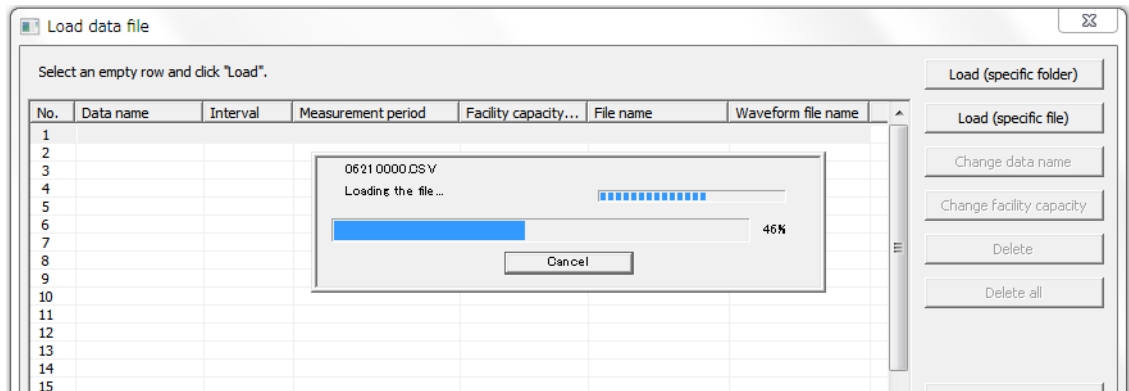 Load data file
Select an empty row and click "Load".
Load (specific folder)
No. Data name Interval Measurement period Facility capacity... File name Waveform file name
Load (specific file)
1
2
3
4
5
6
7
8
9
10
11
12
13
14
15
06210000.CSV
Loading the file...
46%
Cancel
Change data name
Change facility capacity
Delete
Delete all